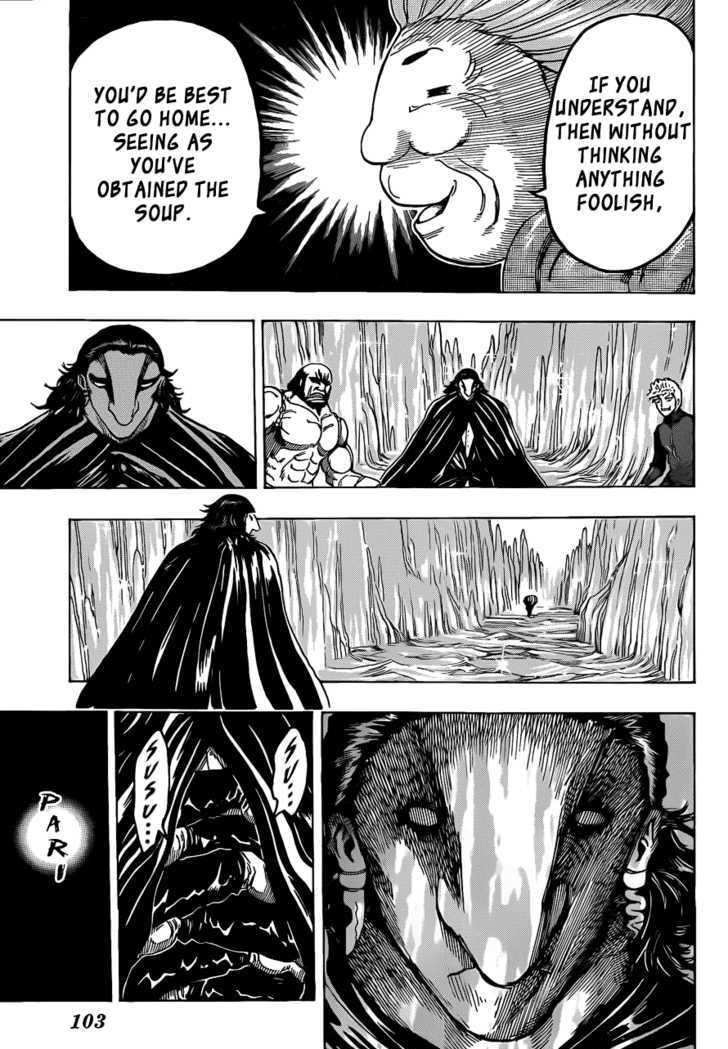 IF YOU
UNDERSTAND,
THEN WITHOUT
THINKING
ANYTHING
FOOLISH,
YOU'D BE BEST
TO GO HOME...
SEEING AS
YOU'VE
OBTAINED THE
SOUP.
SU...
SUSU...
PARI
103